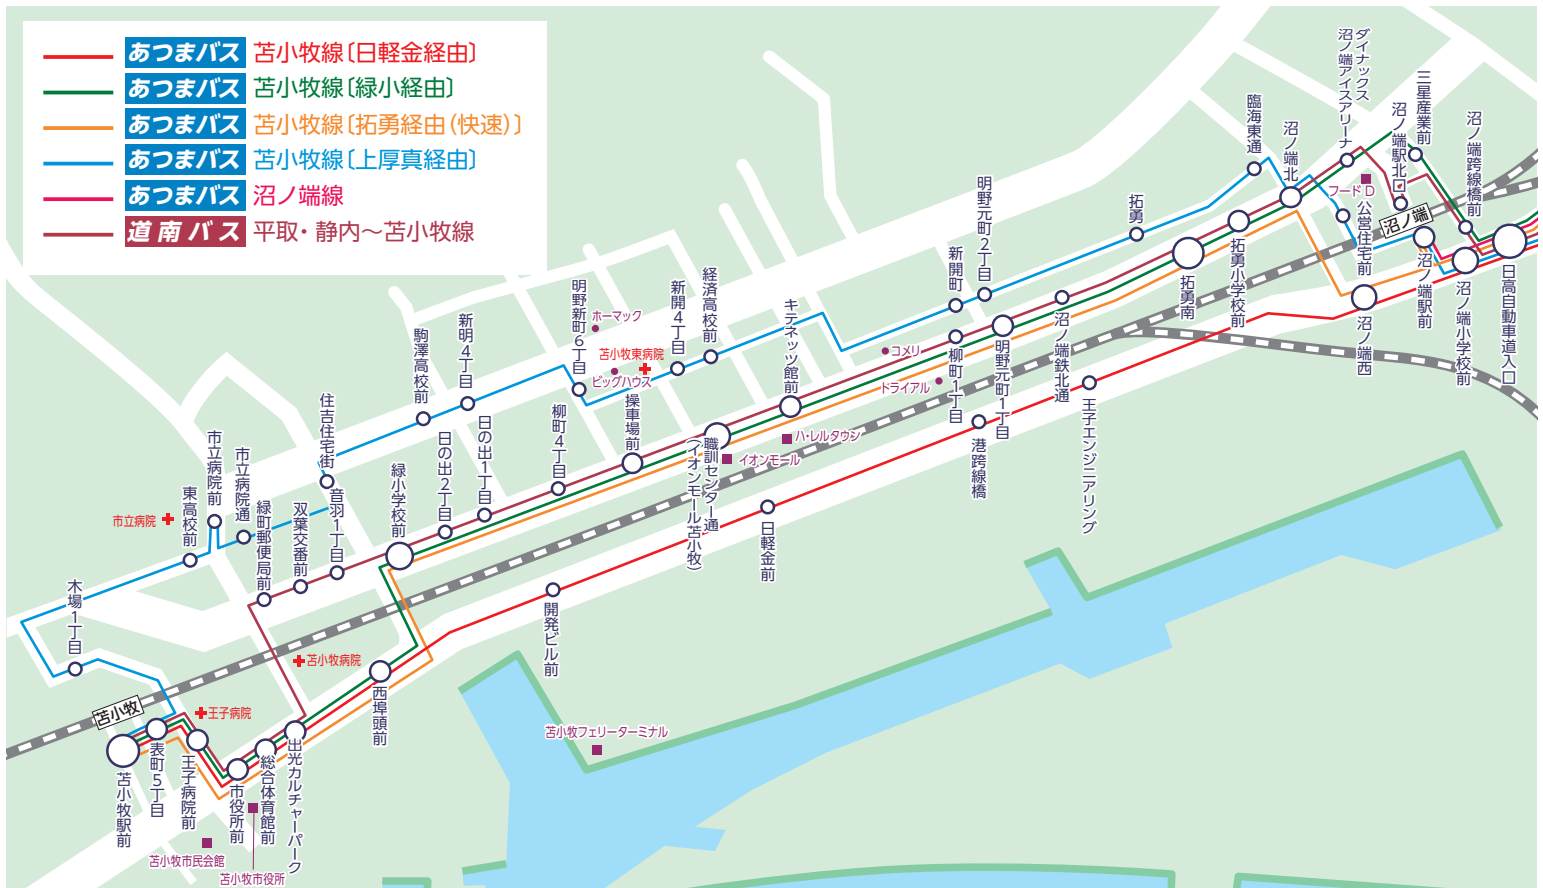 あつまバス 苫小牧線〔日軽金経由〕
あつまバス 苫小牧線〔緑小経由〕
あつまバス 苫小牧線〔拓勇経由(快速)〕
あつまバス 苫小牧線〔上厚真経由〕
あつまバス 沼ノ端線
道南バス 平取・静内～苫小牧線
ダイナックス
沼ノ端アイスアリーナ
三星産業前
沼ノ端駅北口
沼ノ端跨線橋前
臨海東通
沼ノ端北
フードD
公営住宅前
沼ノ端
沼ノ端駅前
沼ノ端小学校前
日高自動車道入口
沼ノ端西
拓勇
拓勇南
拓勇小学校前
明野元町2丁目
新開町
沼ノ端鉄北通
明野元町1丁目
柳町1丁目
コメリ
トライアル
王子エンジニアリング
港跨線橋
キテネッツ館前
経済高校前
新開4丁目
明野新町6丁目
ホーマック
苫小牧東病院
ビッグハウス
操車場前
職訓センター通
(イオンモール苫小牧)
ハ・レルタウン
イオンモール
日軽金前
新明4丁目
駒澤高校前
柳町4丁目
日の出1丁目
日の出2丁目
緑小学校前
住吉住宅街
音羽1丁目
双葉交番前
緑町郵便局前
市立病院通
市立病院前
東高校前
市立病院
木場1丁目
開発ビル前
苫小牧病院
王子病院
西埠頭前
苫小牧フェリーターミナル
苫小牧
苫小牧駅前
表町5丁目
王子病院前
市役所前
総合体育館前
出光カルチャーパーク
苫小牧市民会館
苫小牧市役所